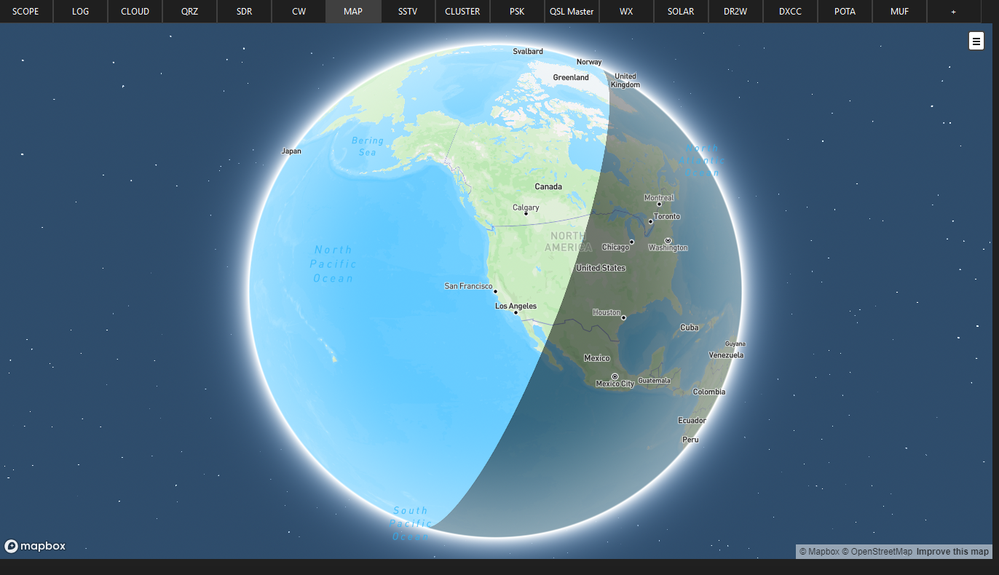 SCOPE LOG CLOUD QRZ SDR CW MAP SSTV CLUSTER PSK QSL Master WX SOLAR DR2W DXCC POTA MUF +
Svalbard
Norway
Greenland
United
Kingdom
Bering
Sea
Japan
North
Atlantic
Ocean
Canada
Montreal
Calgary
Toronto
NORTH
AMERICA
Chicago
Washington
North
Pacific
Ocean
United States
San Francisco
Los Angeles
Houston
Cuba
Guyana
Venezuela
Mexico
Mexico City
Guatemala
Colombia
Ecuador
Peru
South
Pacific
Ocean
mapbox
© Mapbox © OpenStreetMap Improve this map